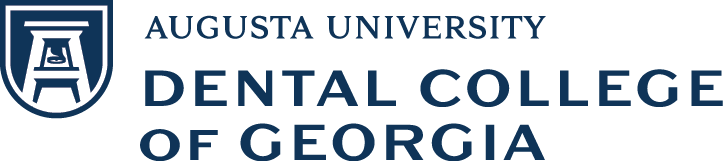 AUGUSTA UNIVERSITY
DENTAL COLLEGE
OF GEORGIA